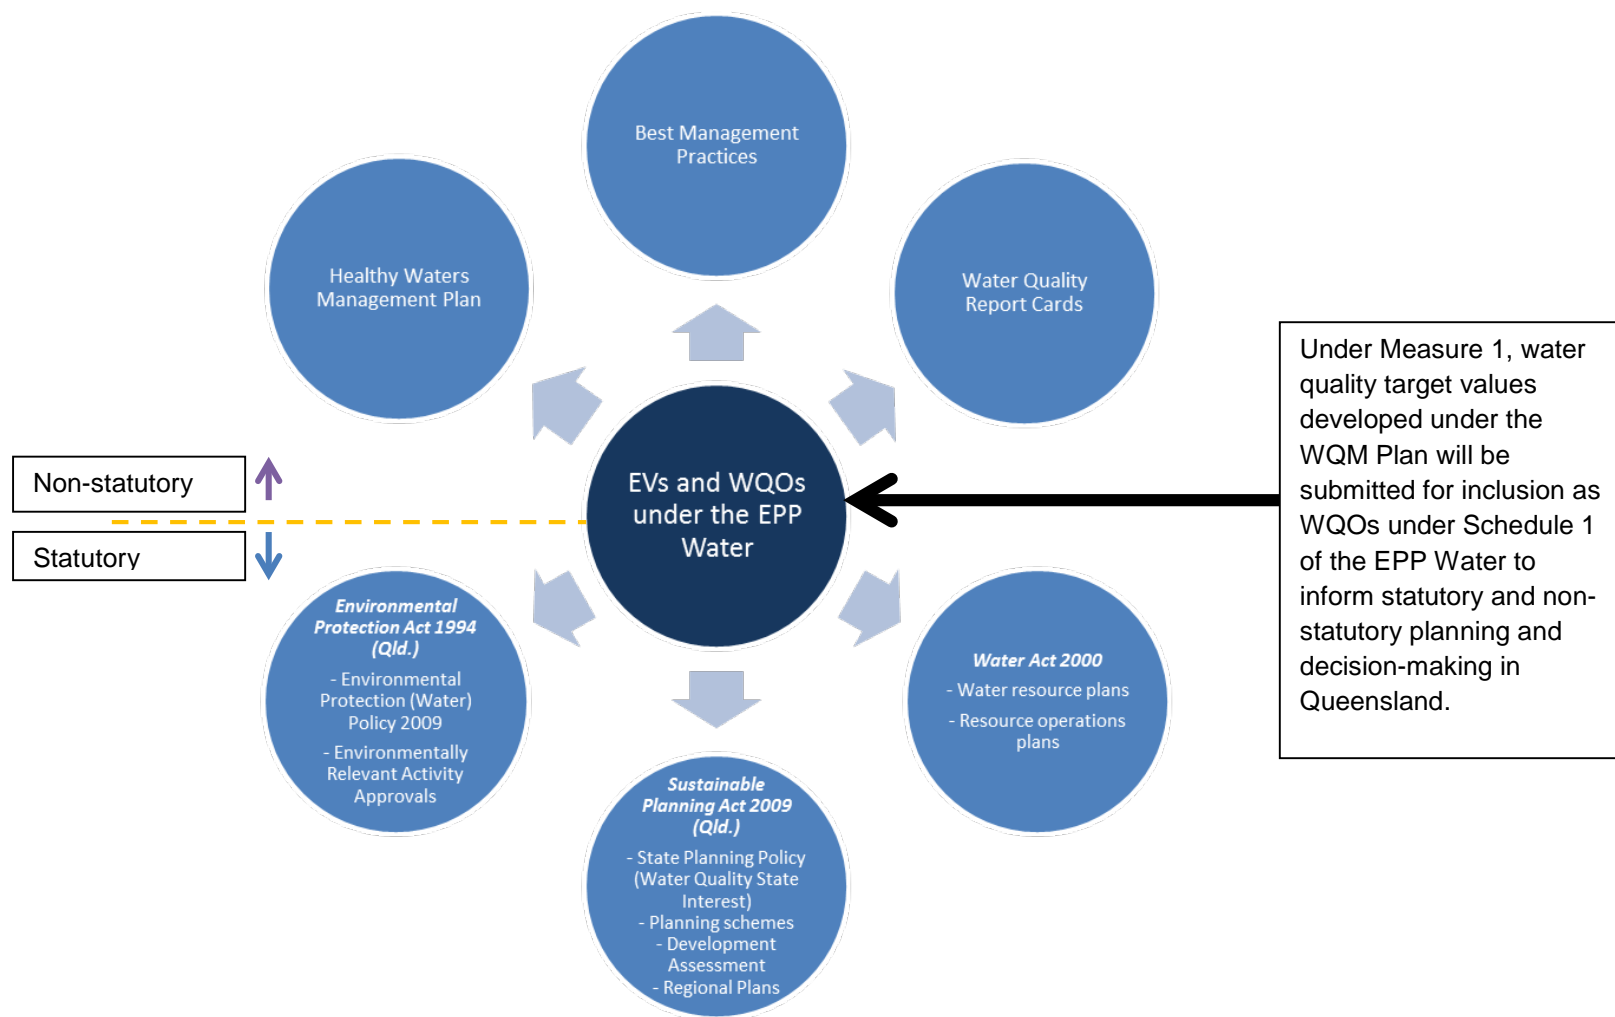 Best Management
Practices
Healthy Waters
Management Plan
Water Quality
Report Cards
Under Measure 1, water
quality target values
developed under the
WQM Plan will be
submitted for inclusion as
WQOs under Schedule 1
of the EPP Water to
inform statutory and non-
statutory planning and
decision-making in
Queensland.
Non-statutory
Statutory
EVs and WQOs
under the EPP
Water
Environmental
Protection Act 1994
(Qld.)
- Environmental
Protection (Water)
Policy 2009
- Environmentally
Relevant Activity
Approvals
Sustainable
Planning Act 2009
(Qld.)
- State Planning Policy
(Water Quality State
Interest)
- Planning schemes
- Development
Assessment
- Regional Plans
Water Act 2000
- Water resource plans
- Resource operations
plans